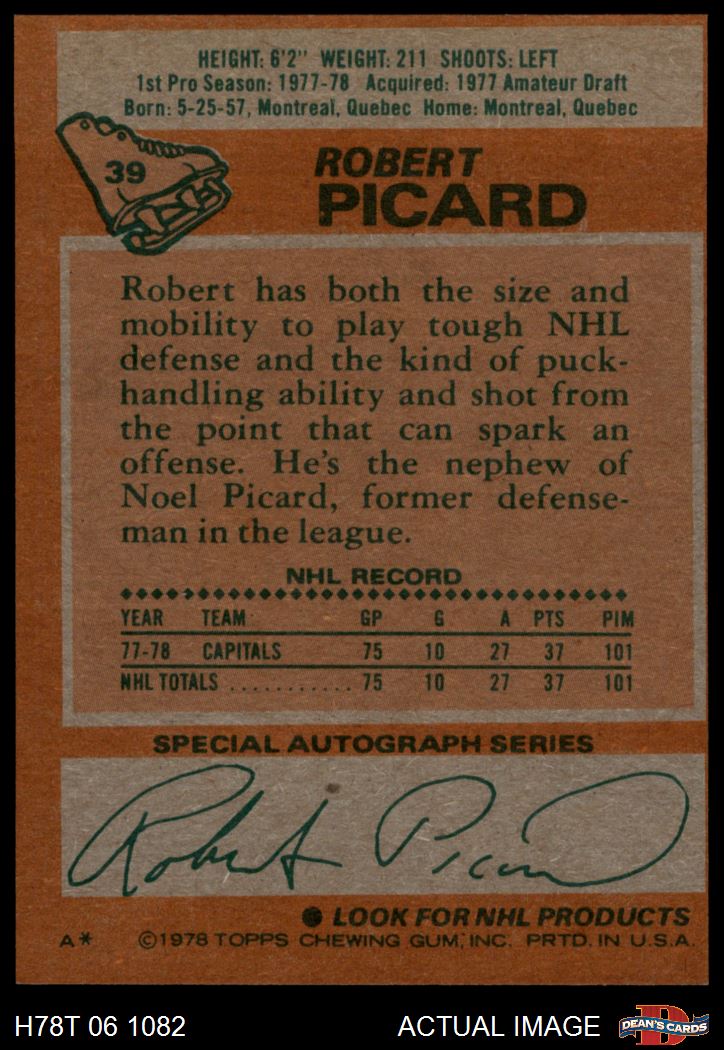 HEIGHT: 6'2" WEIGHT: 211 SHOOTS: LEFT
1st Pro Season: 1977-78 Acquired: 1977 Amateur Draft
Born: 5-25-57, Montreal, Quebec Home: Montreal, Quebec
39
ROBERT
PICARD
Robert has both the size and
mobility to play tough NHL
defense and the kind of puck-
handling ability and shot from
the point that can spark an
offense. He's the nephew of
Noel Picard, former defense-
man in the league.
NHL RECORD
YEAR TEAM GP G A PTS PIM
77-78 CAPITALS 75 10 27 37 101
NHL TOTALS ........... 75 10 27 37 101
SPECIAL AUTOGRAPH SERIES
Robert Picard
LOOK FOR NHL PRODUCTS
A* ©1978 TOPPS CHEWING GUM, INC. PRTD. IN U.S.A.
H78T 06 1082 ACTUAL IMAGE D DEAN'S CARDS